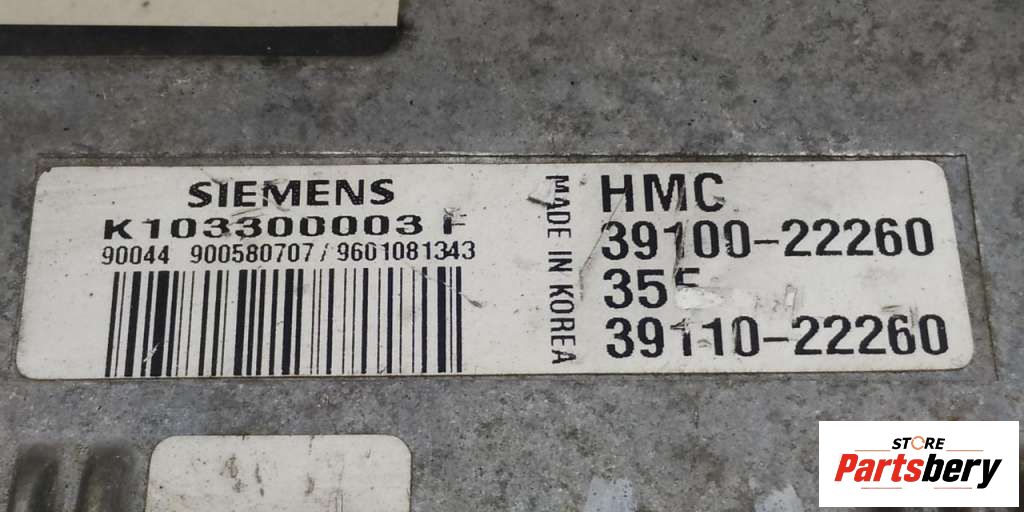 SIEMENS
K103300003 F
90044 900580707/9601081343
MADE IN KOREA
HMC
39100-22260
39110-22260
STORE
Partsbery